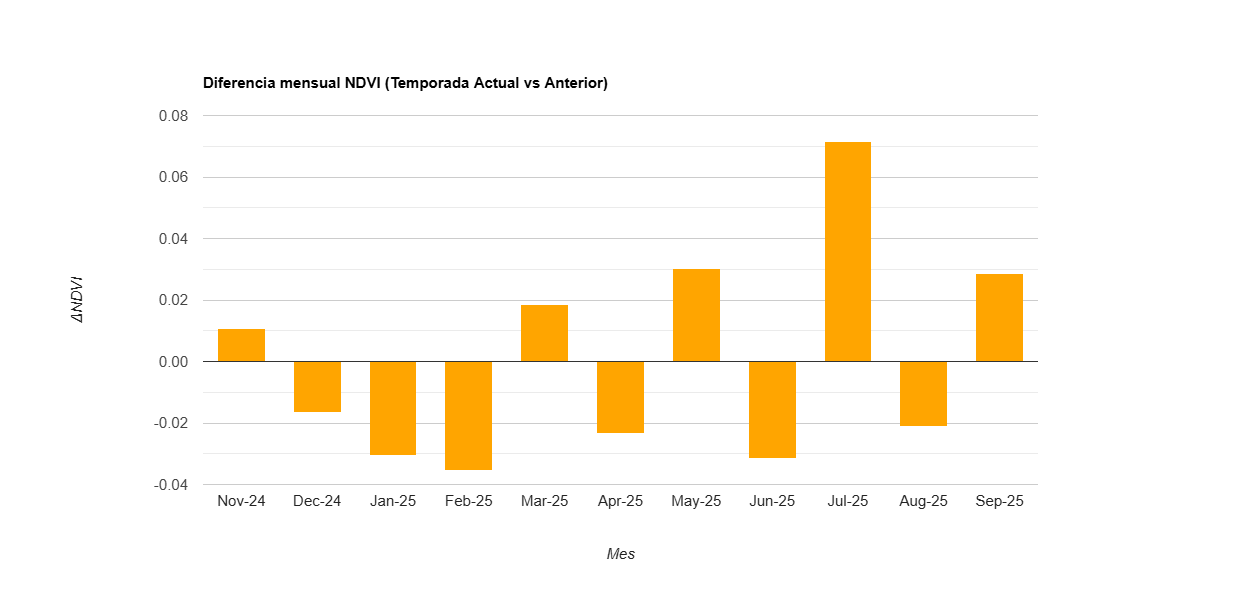 Diferencia mensual NDVI (Temporada Actual vs Anterior)
0.08
0.06
0.04
0.02
0.00
-0.02
-0.04
ΔNDVI
Nov-24 Dec-24 Jan-25 Feb-25 Mar-25 Apr-25 May-25 Jun-25 Jul-25 Aug-25 Sep-25
Mes